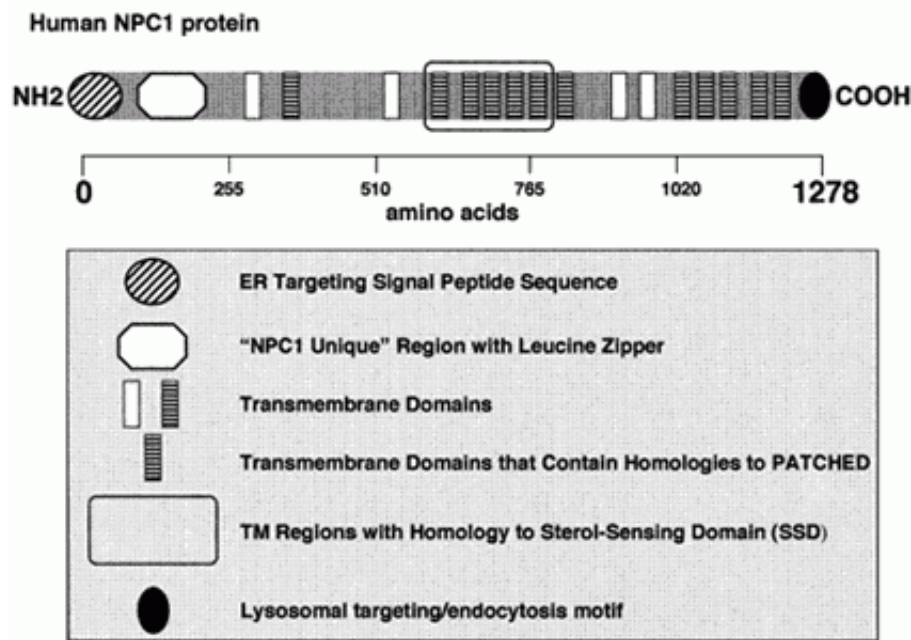 Human NPC1 protein
NH2 COOH
0 255 510 765 1020 1278
amino acids
ER Targeting Signal Peptide Sequence
“NPC1 Unique” Region with Leucine Zipper
Transmembrane Domains
Transmembrane Domains that Contain Homologies to PATCHED
TM Regions with Homology to Sterol-Sensing Domain (SSD)
Lysosomal targeting/endocytosis motif